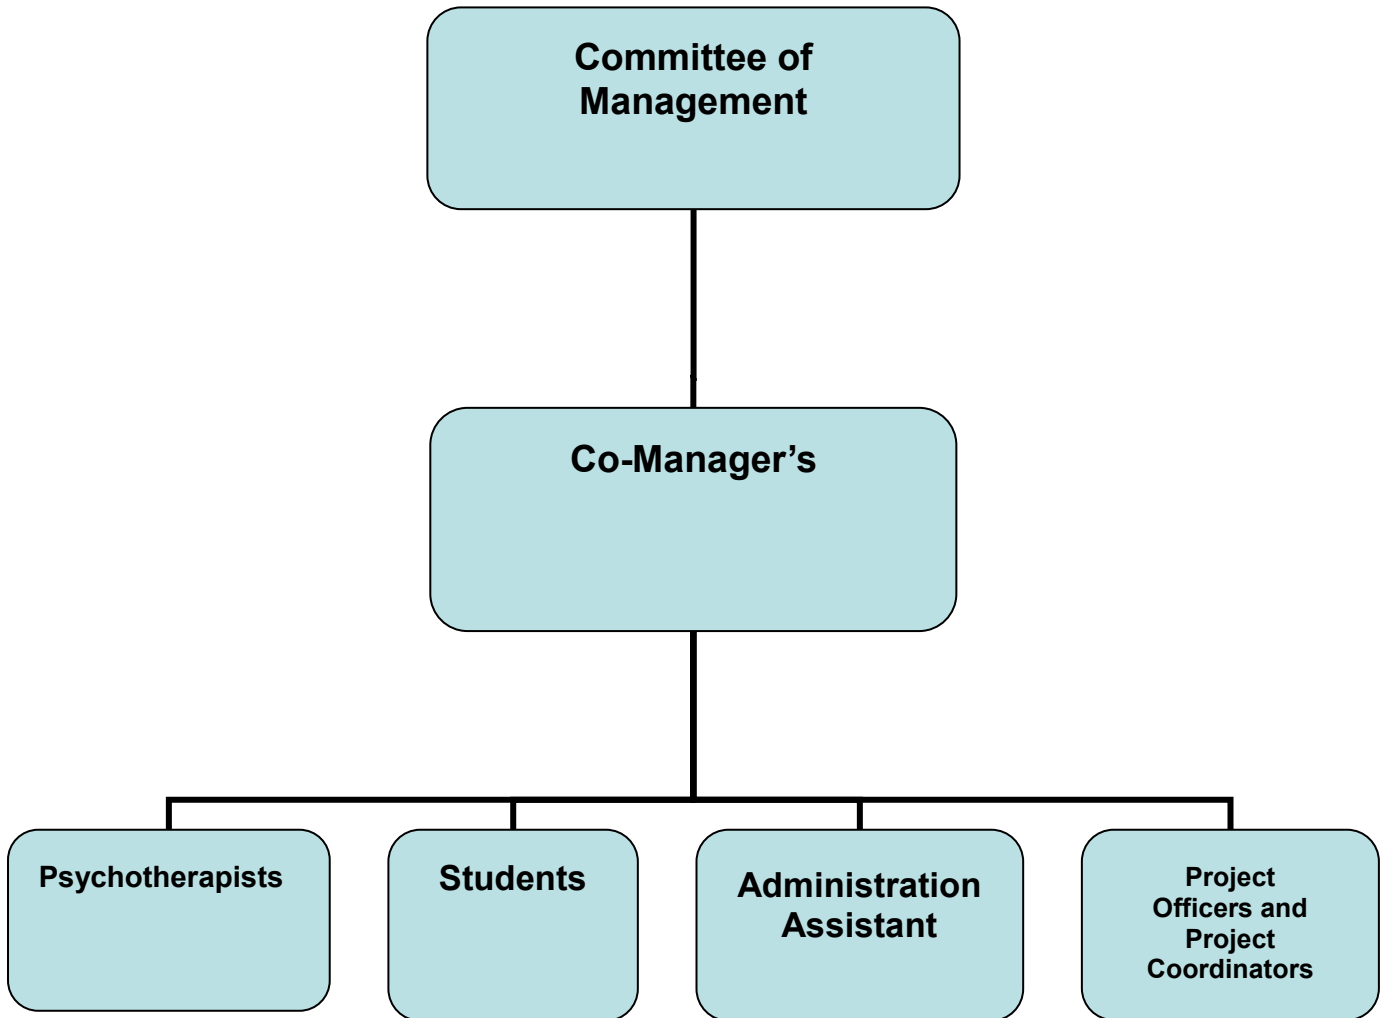 Committee of
Management
Co-Manager’s
Psychotherapists
Students
Administration
Assistant
Project
Officers and
Project
Coordinators